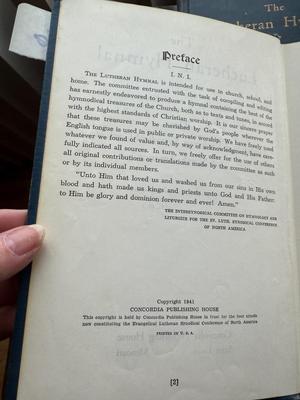 The
Lutheran Hy
Preface
I. N. I.
THE LUTHERAN HYMNAL is intended for use in church, school, and
home. The committee entrusted with the task of compiling and editing
has earnestly endeavored to produce a hymnal containing the best of the
hymnodical treasures of the Church, both as to texts and tunes, in accord
with the highest standards of Christian worship. It is our sincere prayer
that these treasures may be cherished by God's people wherever the
English tongue is used in public or private worship. We have freely used
whatever we found of value and, by way of acknowledgment, have care-
fully indicated all sources. In turn, we freely offer for the use of others
all original contributions or translations made by the committee as such
or by its individual members.
"Unto Him that loved us and washed us from our sins in His own
blood and hath made us kings and priests unto God and His Father:
to Him be glory and dominion forever and ever! Amen."
THE INTERSYNODICAL COMMITTEE ON HYMNOLOGY AND
LITURGICS FOR THE EV. LUTH. SYNODICAL CONFERENCE
OF NORTH AMERICA
Copyright 1941
CONCORDIA PUBLISHING HOUSE
This copyright is held by Concordia Publishing House in trust for the four synods
now constituting the Evangelical Lutheran Synodical Conference of North America
PRINTED IN U. S. A.
[2]